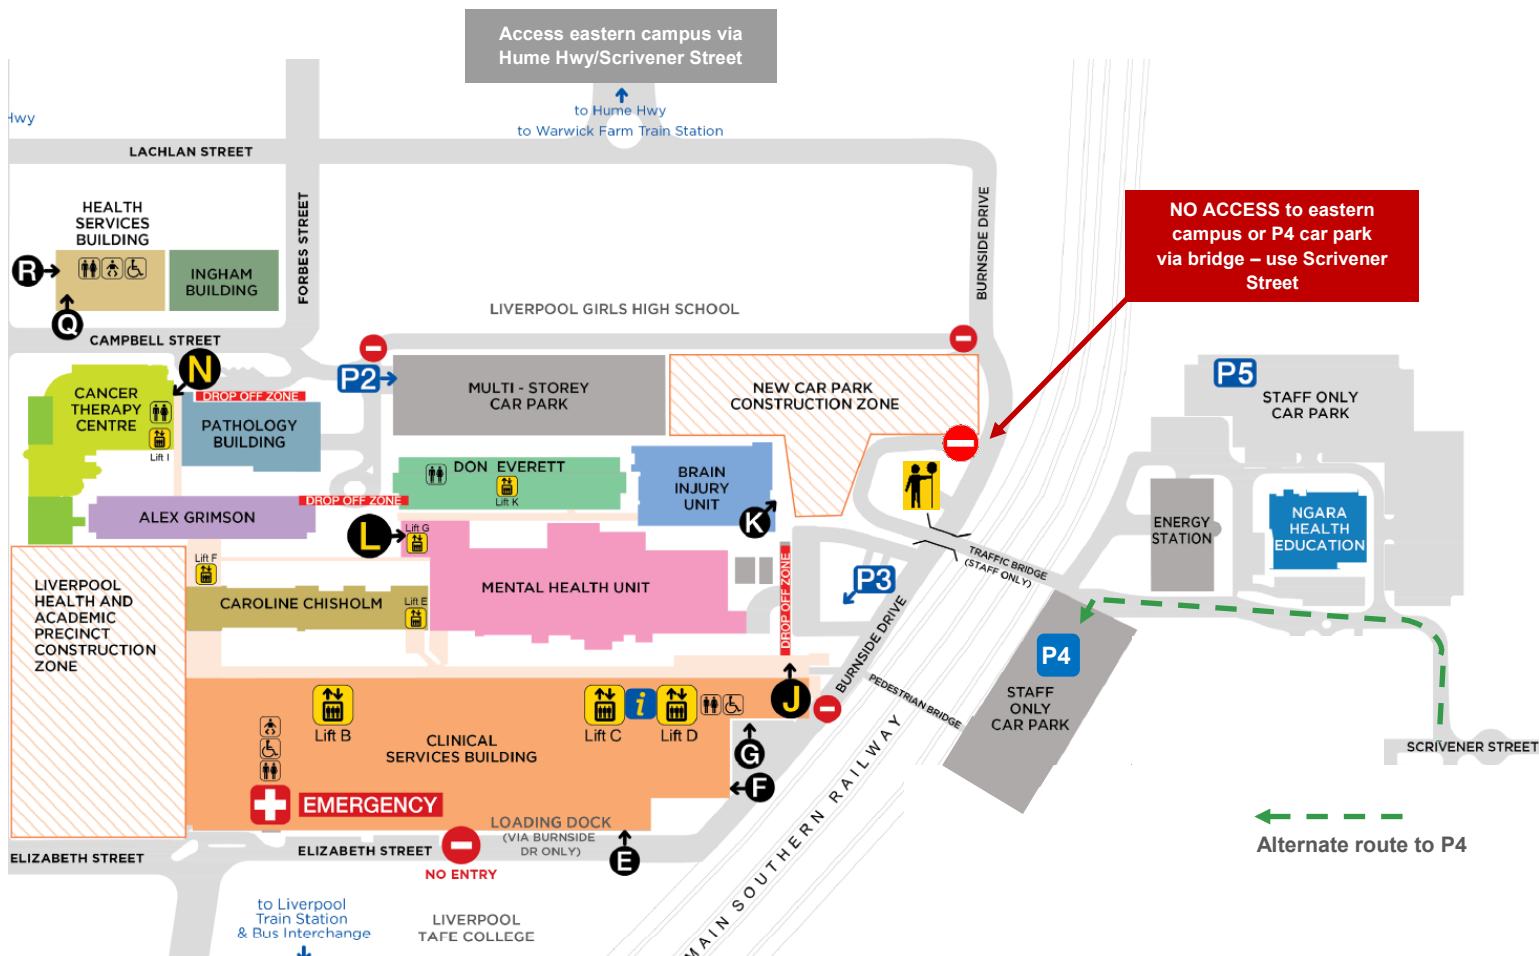 Access eastern campus via
Hume Hwy/Scrivener Street
to Hume Hwy
to Warwick Farm Train Station
Hwy
LACHLAN STREET
FORBES STREET
BURNSIDE DRIVE
NO ACCESS to eastern
campus or P4 car park
via bridge – use Scrivener
Street
HEALTH
SERVICES
BUILDING
R
Q
INGHAM
BUILDING
CAMPBELL STREET
LIVERPOOL GIRLS HIGH SCHOOL
N
CANCER
THERAPY
CENTRE
Lift I
DROP OFF ZONE
PATHOLOGY
BUILDING
P2
MULTI - STOREY
CAR PARK
NEW CAR PARK
CONSTRUCTION ZONE
P5
STAFF ONLY
CAR PARK
DON EVERETT
Lift K
BRAIN
INJURY
UNIT
K
ALEX GRIMSON
DROP OFF ZONE
L
Lift G
ENERGY
STATION
NGARA
HEALTH
EDUCATION
TRAFFIC BRIDGE
(STAFF ONLY)
LIVERPOOL
HEALTH AND
ACADEMIC
PRECINCT
CONSTRUCTION
ZONE
Lift F
CAROLINE CHISHOLM
Lift E
MENTAL HEALTH UNIT
DROP OFF ZONE
P3
BURNSIDE DRIVE
P4
STAFF
ONLY
CAR PARK
PEDESTRIAN BRIDGE
J
Lift B
Lift C
i
Lift D
CLINICAL
SERVICES BUILDING
G
F
EMERGENCY
LOADING DOCK
(VIA BURNSIDE
DR ONLY)
E
ELIZABETH STREET
ELIZABETH STREET
NO ENTRY
MAIN SOUTHERN RAILWAY
SCRIVENER STREET
Alternate route to P4
to Liverpool
Train Station
& Bus Interchange
LIVERPOOL
TAFE COLLEGE